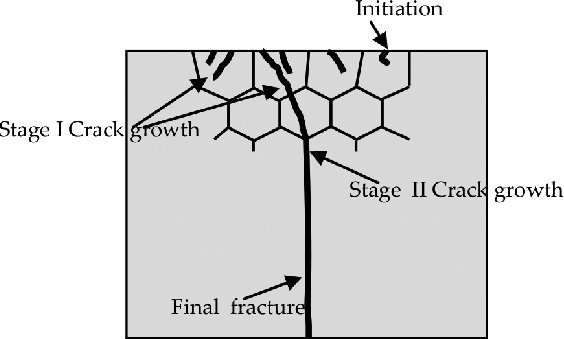 Initiation
Stage I Crack growth
Stage II Crack growth
Final fracture